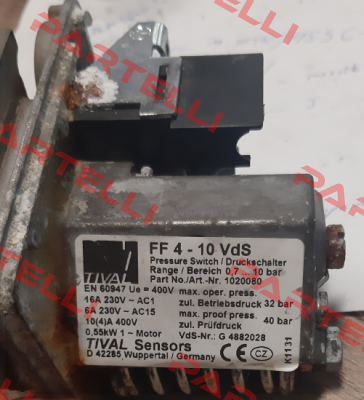 PARTELLI
TIVAL
FF 4 - 10 VdS
Pressure Switch / Druckschalter
Range / Bereich 0,7 ... 10 bar
Part No./Art.-Nr. 1020080
EN 60947 Ue = 400V max. oper. press.
16A 230V - AC1 zul. Betriebsdruck 32 bar
6A 230V - AC15 max. proof press. 40 bar
10(4)A 400V zul. Prüfdruck
0,55kW 1 - Motor VdS-Nr.: G 4882028
TIVAL Sensors
D 42285 Wuppertal / Germany
CE
K1131